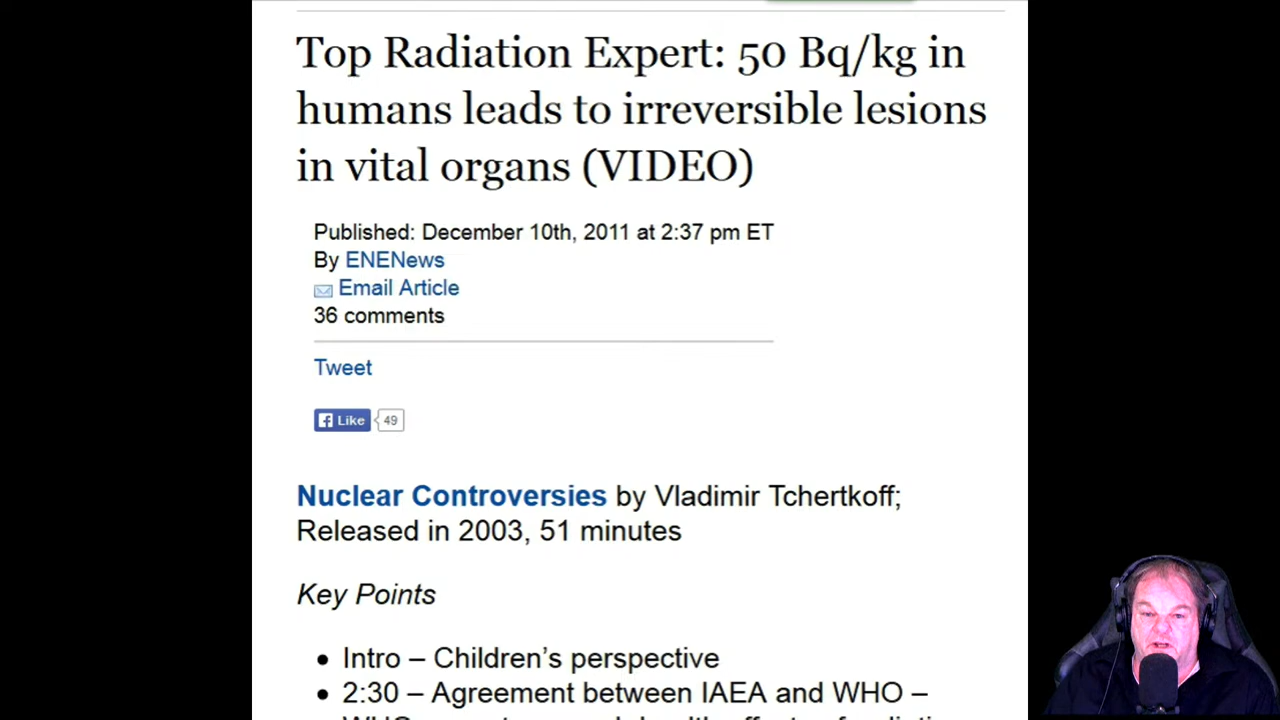 Top Radiation Expert: 50 Bq/kg in
humans leads to irreversible lesions
in vital organs (VIDEO)
Published: December 10th, 2011 at 2:37 pm ET
By ENENews
Email Article
36 comments
Tweet
Like 49
Nuclear Controversies by Vladimir Tchertkoff;
Released in 2003, 51 minutes
Key Points
• Intro – Children's perspective
• 2:30 – Agreement between IAEA and WHO –